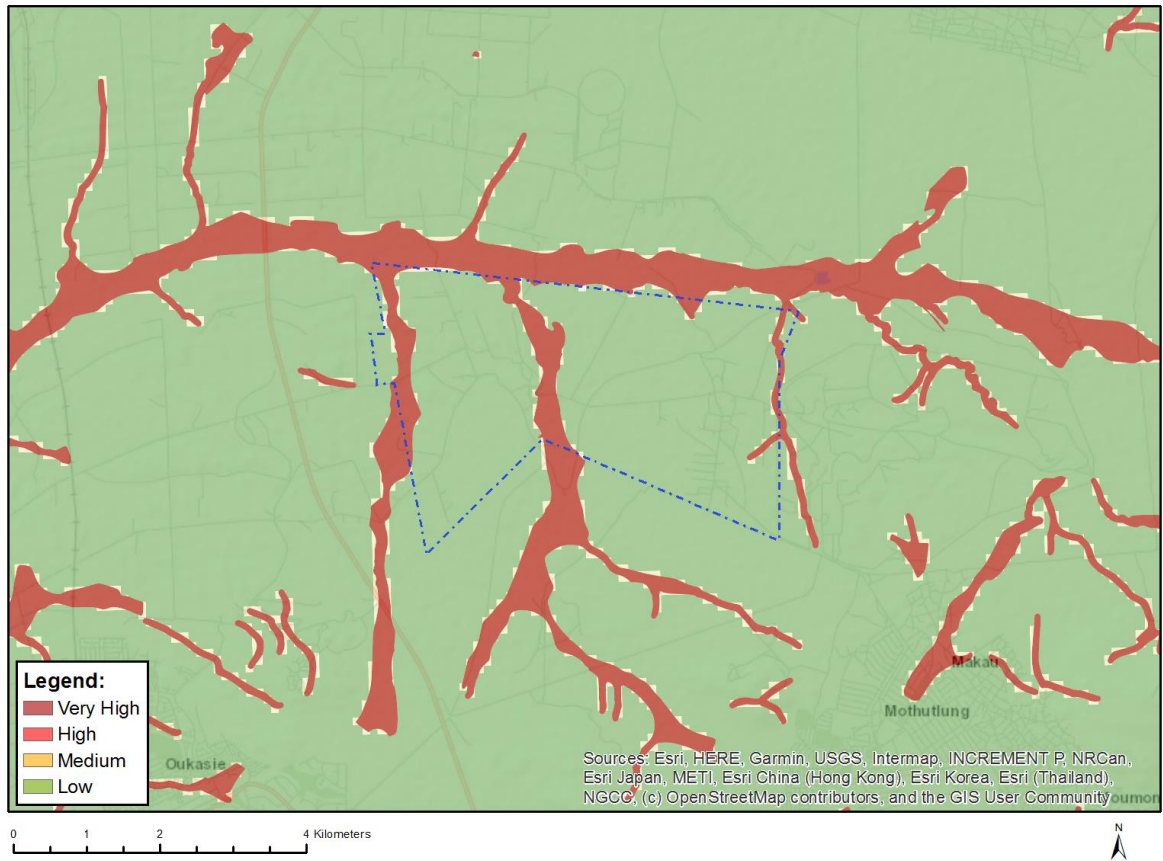 Makau
Mothutlung
Oukasie
Legend:
Very High
High
Medium
Low
Sources: Esri, HERE, Garmin, USGS, Intermap, INCREMENT P, NRCan,
Esri Japan, METI, Esri China (Hong Kong), Esri Korea, Esri (Thailand),
NGCC, (c) OpenStreetMap contributors, and the GIS User Community
0 1 2 4 Kilometers
N